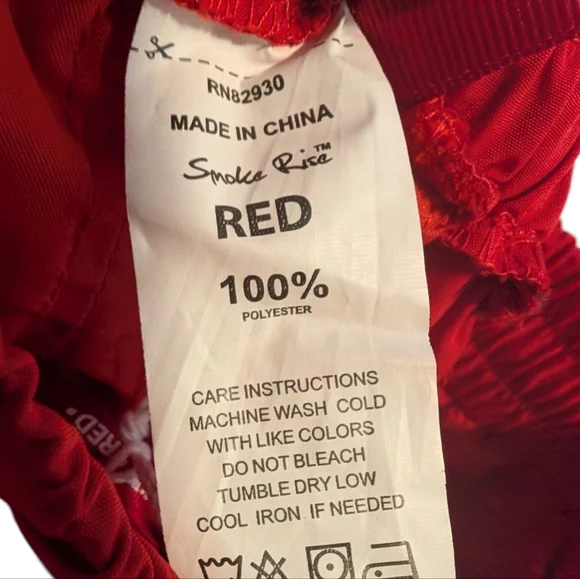 RN82930
MADE IN CHINA
Smoke Rise™
RED
100%
POLYESTER
CARE INSTRUCTIONS
MACHINE WASH COLD
WITH LIKE COLORS
DO NOT BLEACH
TUMBLE DRY LOW
COOL IRON IF NEEDED
RED